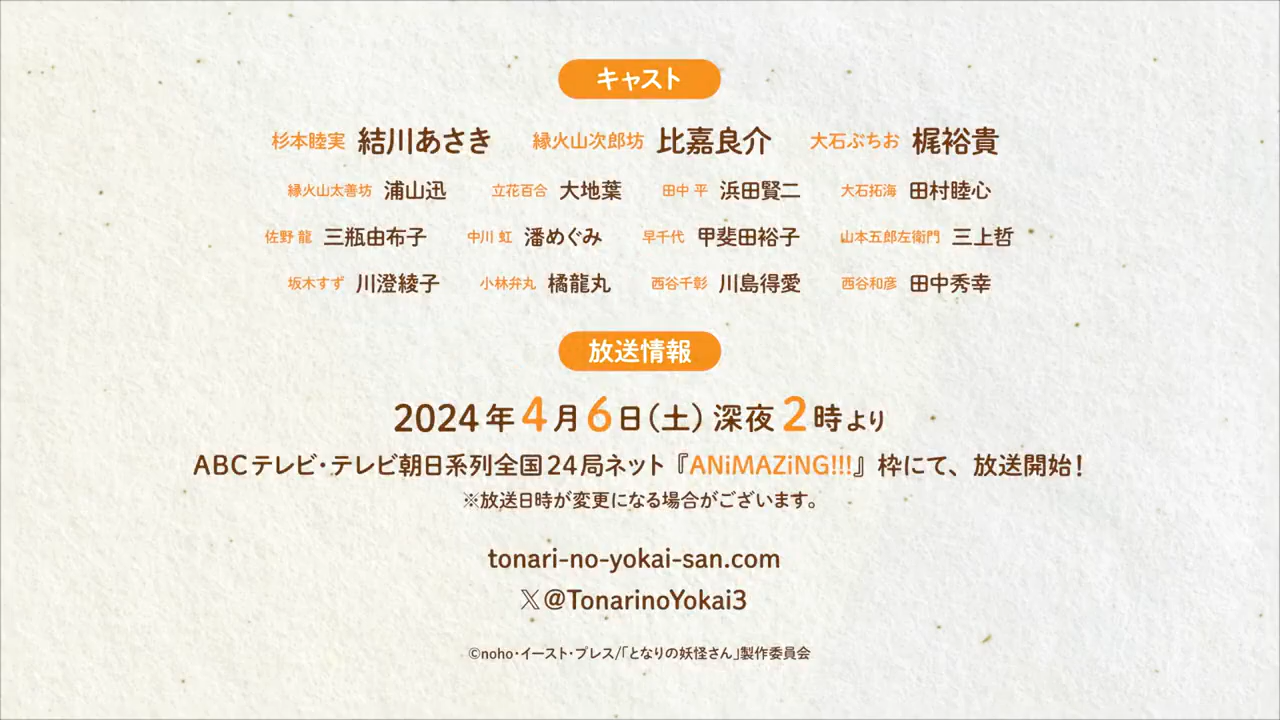 キャスト
杉本睦実 結川あさき 縁火山次郎坊 比嘉良介 大石ぶちお 梶裕貴
縁火山太善坊 浦山迅 立花百合 大地葉 田中 平 浜田賢二 大石拓海 田村睦心
佐野 龍 三瓶由布子 中川 虹 潘めぐみ 早千代 甲斐田裕子 山本五郎左衛門 三上哲
坂木すず 川澄綾子 小林弁丸 橘龍丸 西谷千彰 川島得愛 西谷和彦 田中秀幸
放送情報
2024年4月6日(土)深夜2時より
ABCテレビ・テレビ朝日系列全国24局ネット『ANiMAZiNG!!!』枠にて、放送開始!
※放送日時が変更になる場合がございます。
tonari-no-yokai-san.com
𝕏@TonarinoYokai3
©noho・イースト・プレス/「となりの妖怪さん」製作委員会